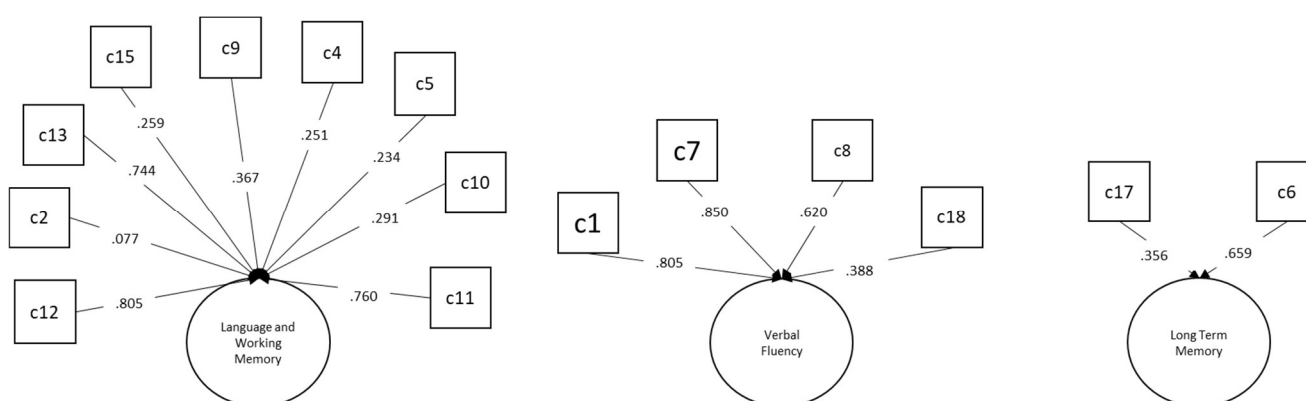 c15
c9
c4
c5
c13
.259
.251
.234
.744
.367
c10
c2
.291
.077
c12
.805
.760
c11
Language and
Working
Memory
c7
c8
c1
.850
.620
c18
.805
.388
Verbal
Fluency
c17
c6
.356
.659
Long Term
Memory